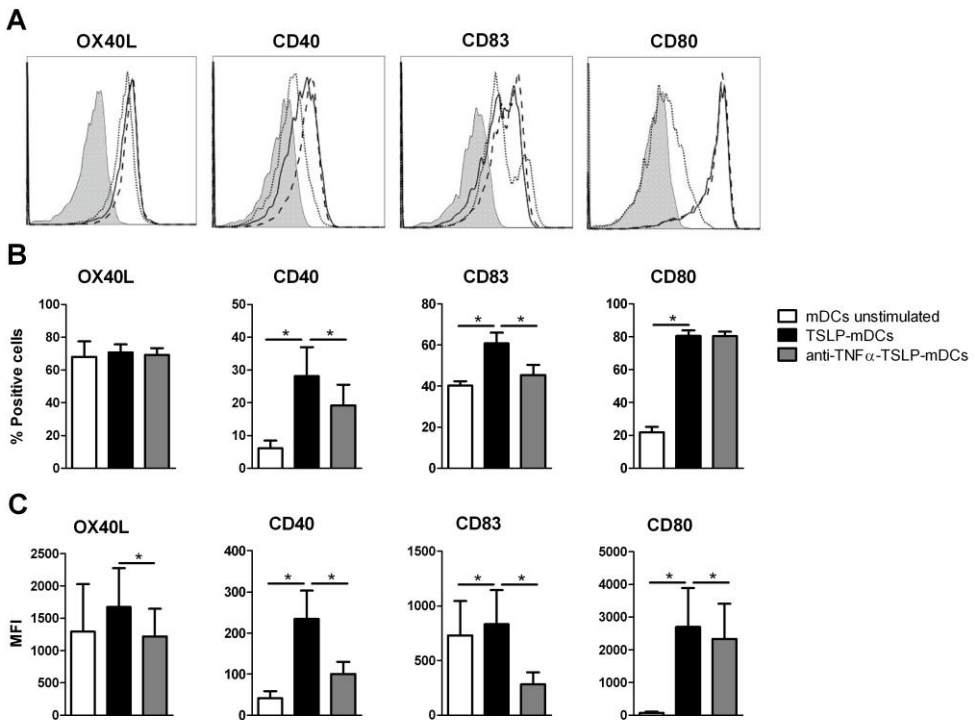 A
OX40L CD40 CD83 CD80
B
OX40L CD40 CD83 CD80
% Positive cells
100 80 60 40 20 0
50 40 30 20 10 0
80 60 40 20 0
100 80 60 40 20 0
* * * * *
mDCs unstimulated
TSLP-mDCs
anti-TNFα-TSLP-mDCs
C
OX40L CD40 CD83 CD80
MFI
2500 2000 1500 1000 500 0
400 300 200 100 0
1500 1000 500 0
5000 4000 3000 2000 1000 0
* * * * * * *